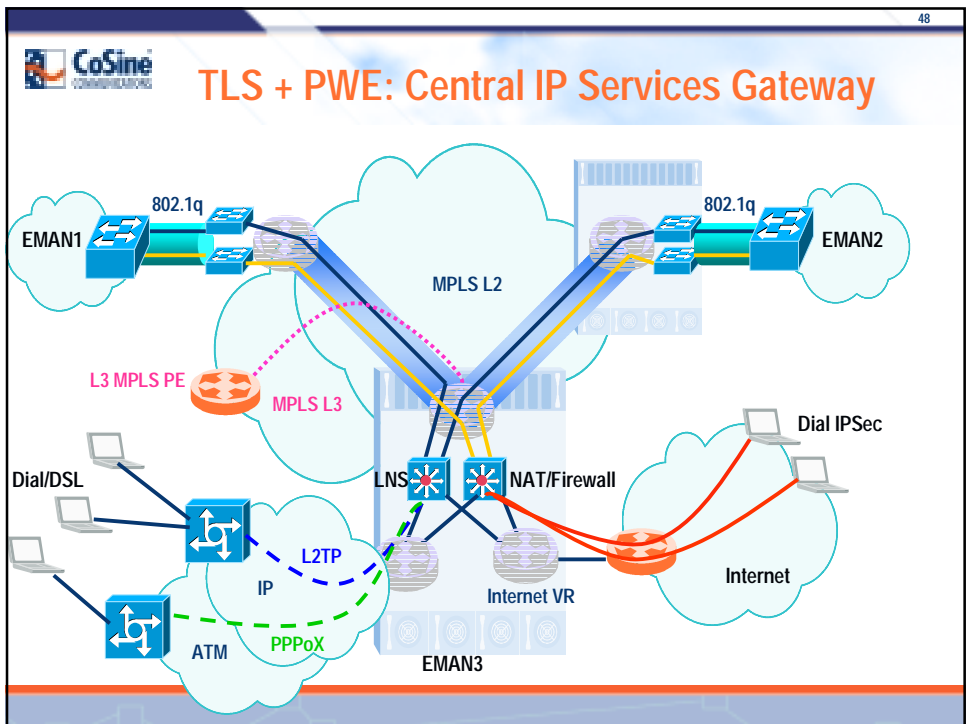 48
CoSine
COMMUNICATIONS
TLS + PWE: Central IP Services Gateway
802.1q
802.1q
EMAN1
EMAN2
MPLS L2
L3 MPLS PE
MPLS L3
Dial IPSec
Dial/DSL
LNS
NAT/Firewall
L2TP
IP
Internet
Internet VR
PPPoX
ATM
EMAN3